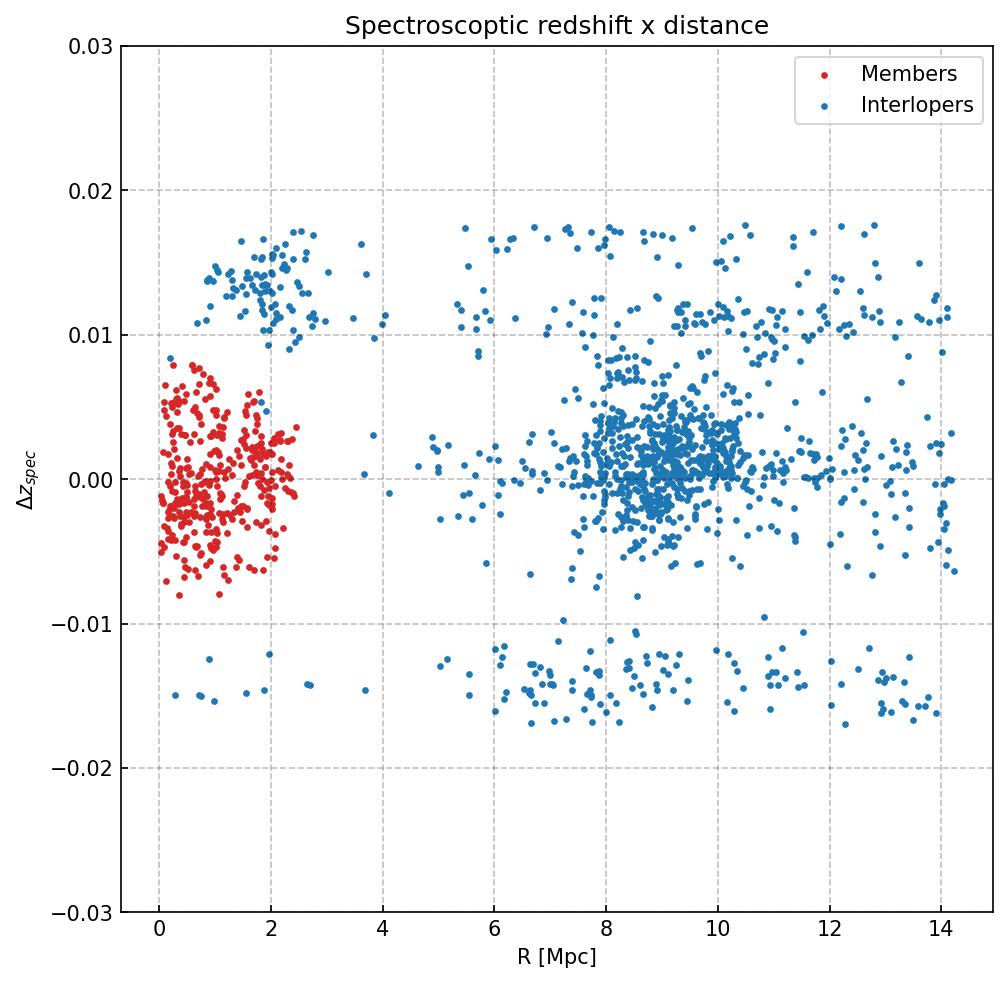 Spectroscoptic redshift x distance
Members
Interlopers
0.03
0.02
0.01
0.00
−0.01
−0.02
−0.03
Δz_spec
0 2 4 6 8 10 12 14
R [Mpc]